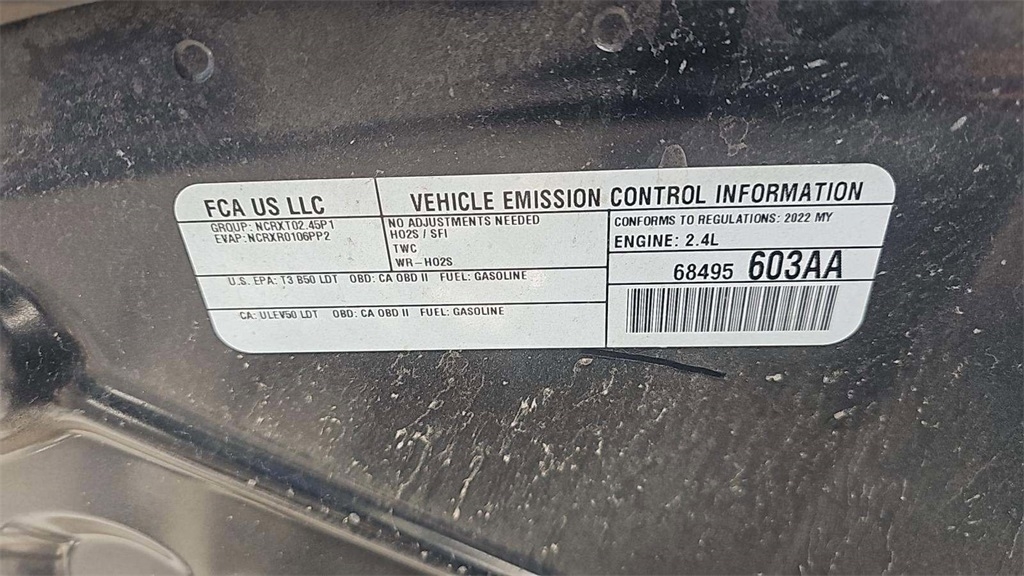 FCA US LLC
GROUP: NCRXT02.45P1
EVAP: NCRXR0106PP2
VEHICLE EMISSION CONTROL INFORMATION
NO ADJUSTMENTS NEEDED
HO2S / SFI
TWC
WR-HO2S
CONFORMS TO REGULATIONS: 2022 MY
ENGINE: 2.4L
68495 603AA
U.S. EPA: T3 B50 LDT OBD: CA OBD II FUEL: GASOLINE
CA: ULEV50 LDT OBD: CA OBD II FUEL: GASOLINE